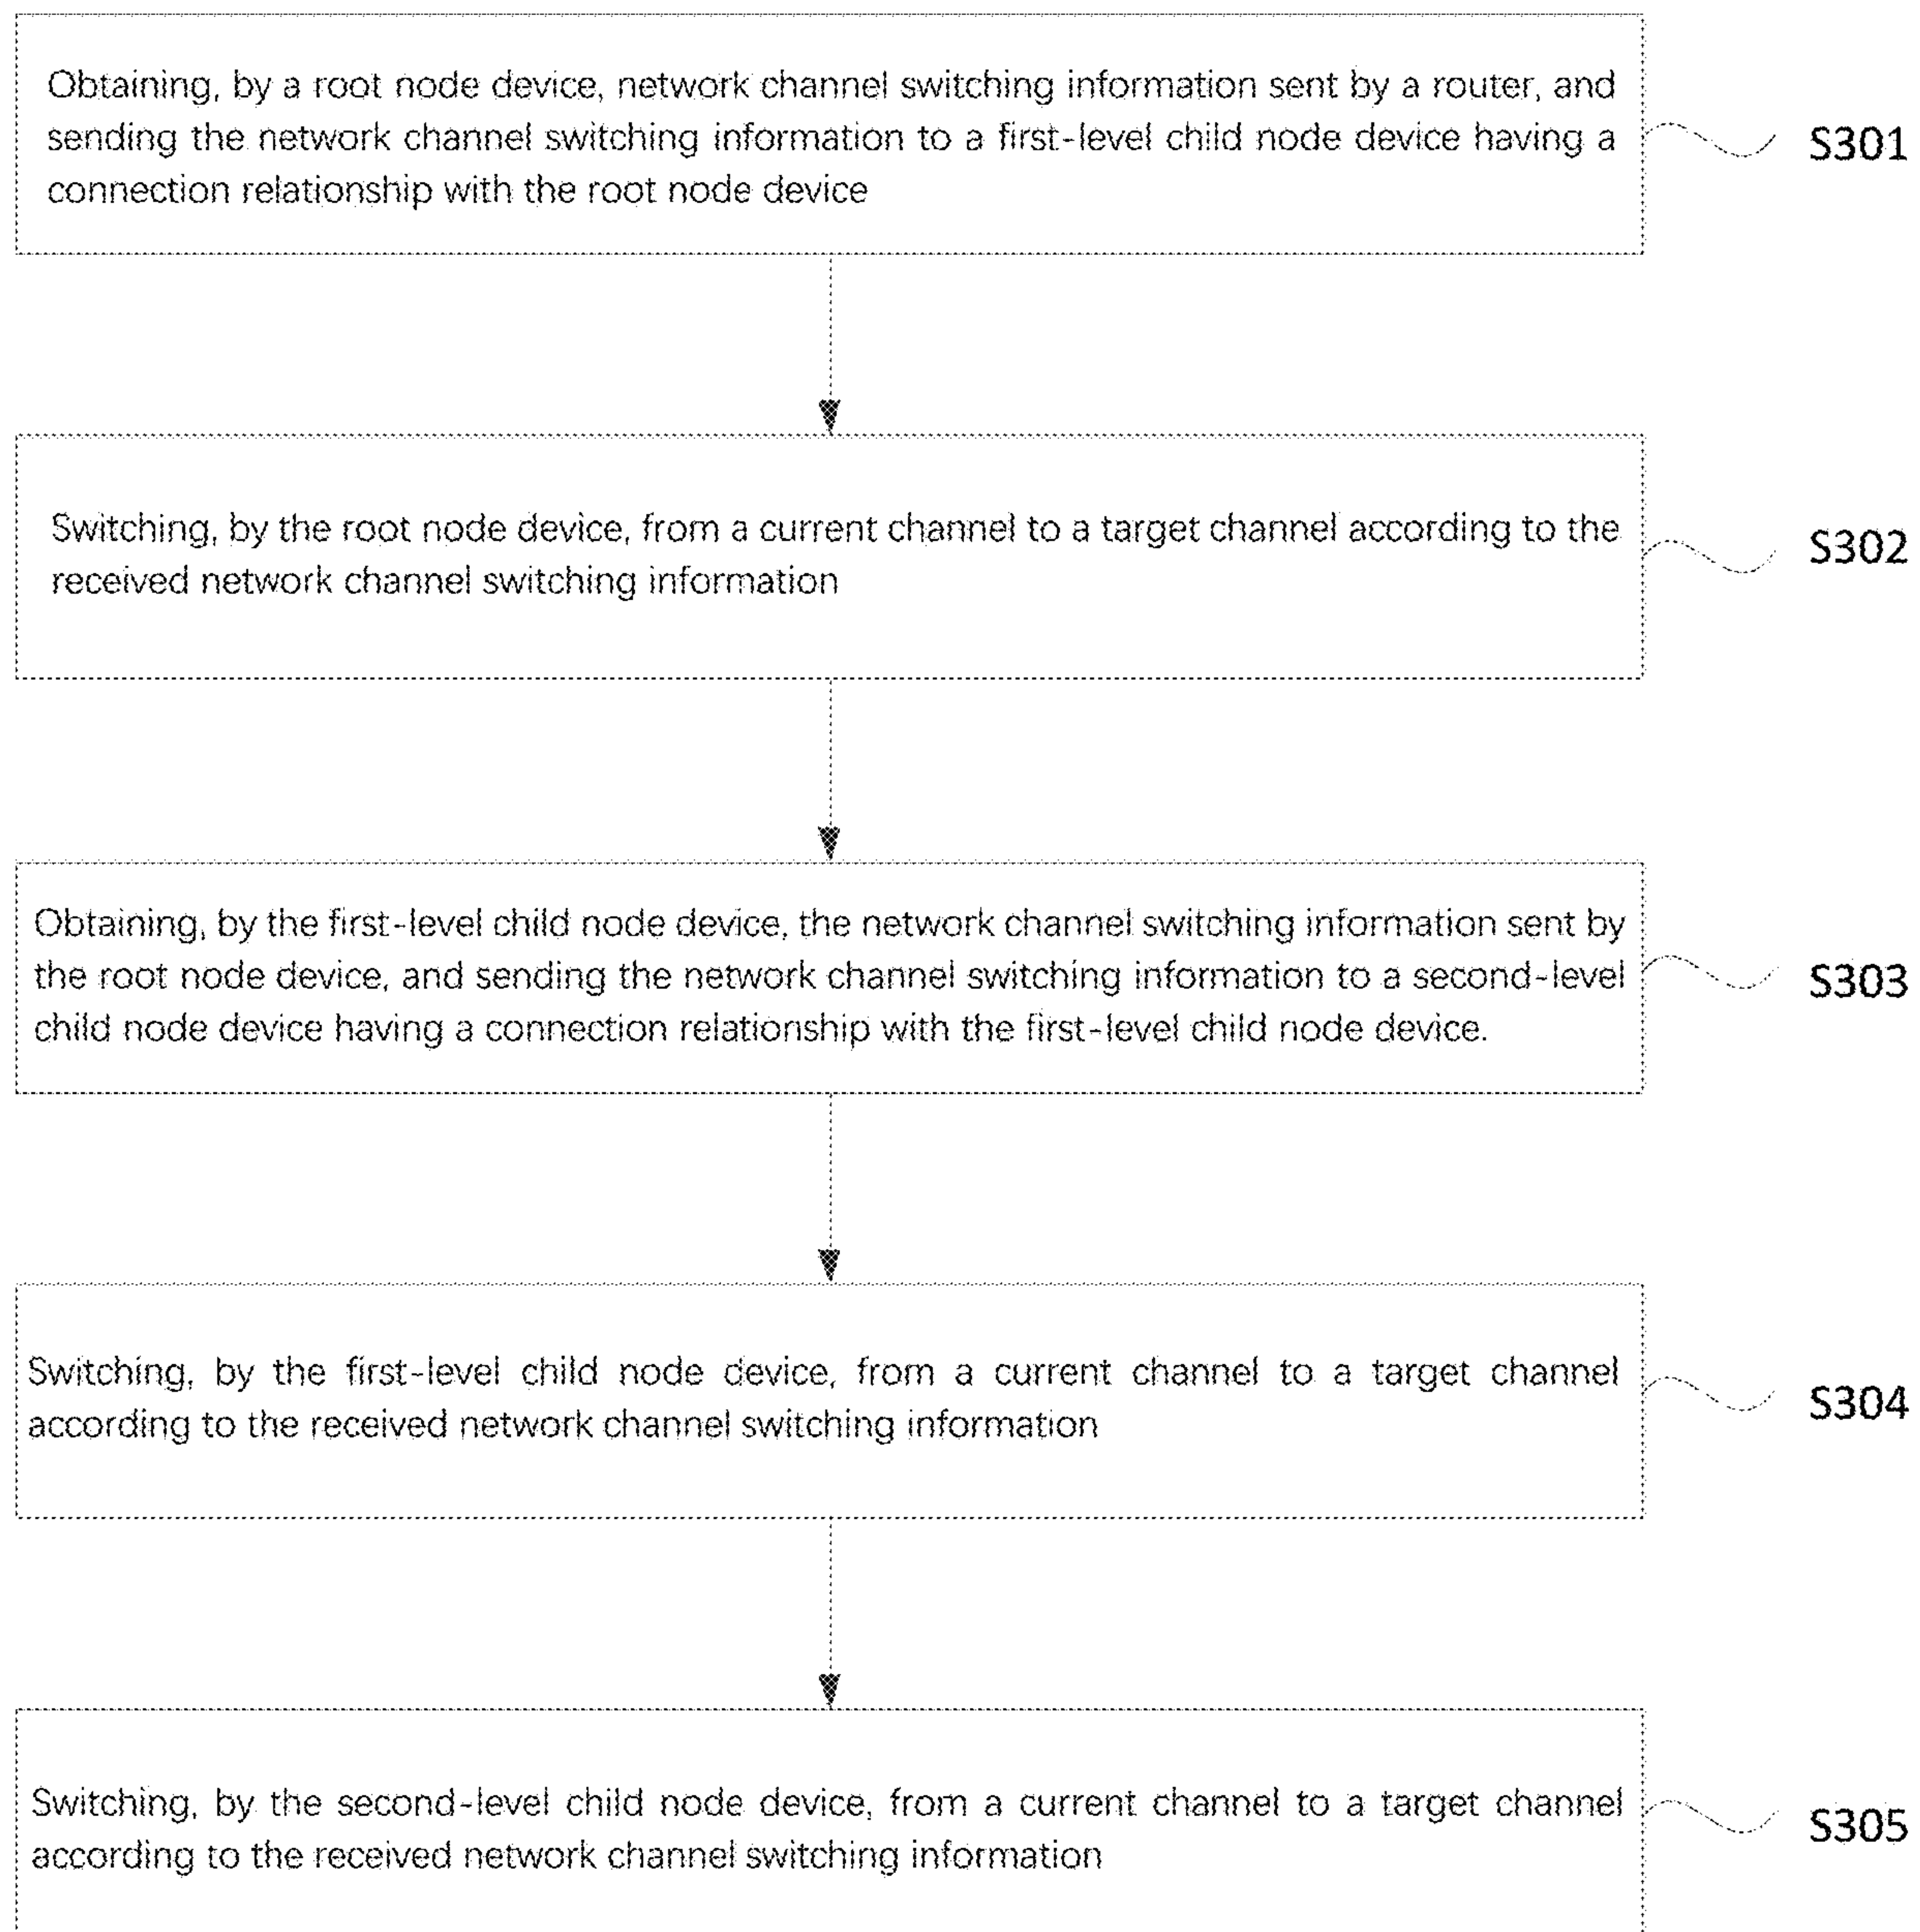 Obtaining, by a root node device, network channel switching information sent by a router, and
sending the network channel switching information to a first-level child node device having a
connection relationship with the root node device
S301
Switching, by the root node device, from a current channel to a target channel according to the
received network channel switching information
S302
Obtaining, by the first-level child node device, the network channel switching information sent by
the root node device, and sending the network channel switching information to a second-level
child node device having a connection relationship with the first-level child node device.
S303
Switching, by the first-level child node device, from a current channel to a target channel
according to the received network channel switching information
S304
Switching, by the second-level child node device, from a current channel to a target channel
according to the received network channel switching information
S305